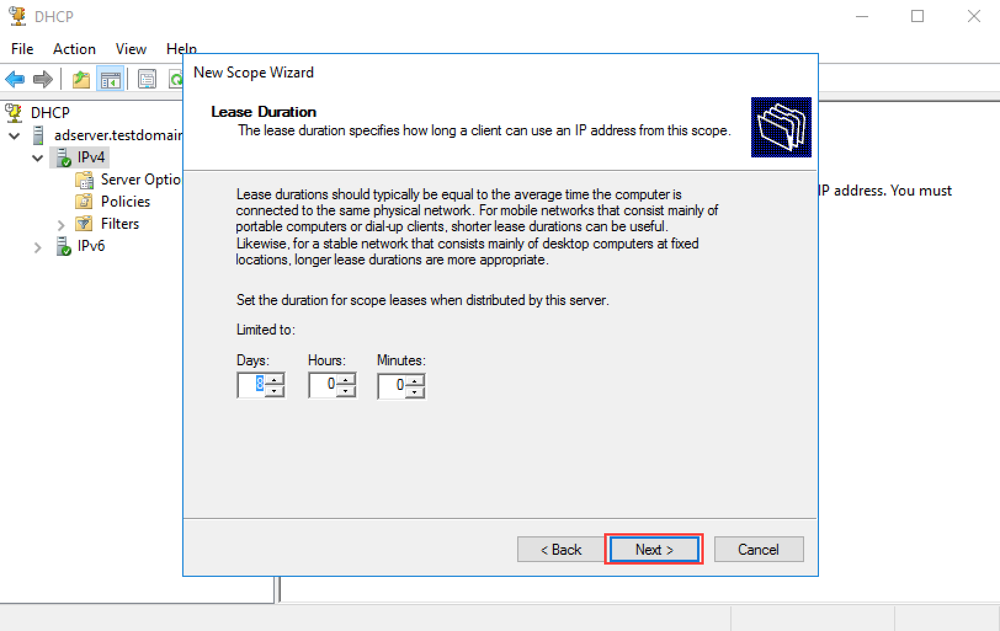 DHCP
File Action View Help
New Scope Wizard
Lease Duration
The lease duration specifies how long a client can use an IP address from this scope.
DHCP
adserver.testdomain
IPv4
Server Optio
Policies
Filters
IPv6
IP address. You must
Lease durations should typically be equal to the average time the computer is
connected to the same physical network. For mobile networks that consist mainly of
portable computers or dial-up clients, shorter lease durations can be useful.
Likewise, for a stable network that consists mainly of desktop computers at fixed
locations, longer lease durations are more appropriate.
Set the duration for scope leases when distributed by this server.
Limited to:
Days: Hours: Minutes:
8 0 0
< Back Next > Cancel